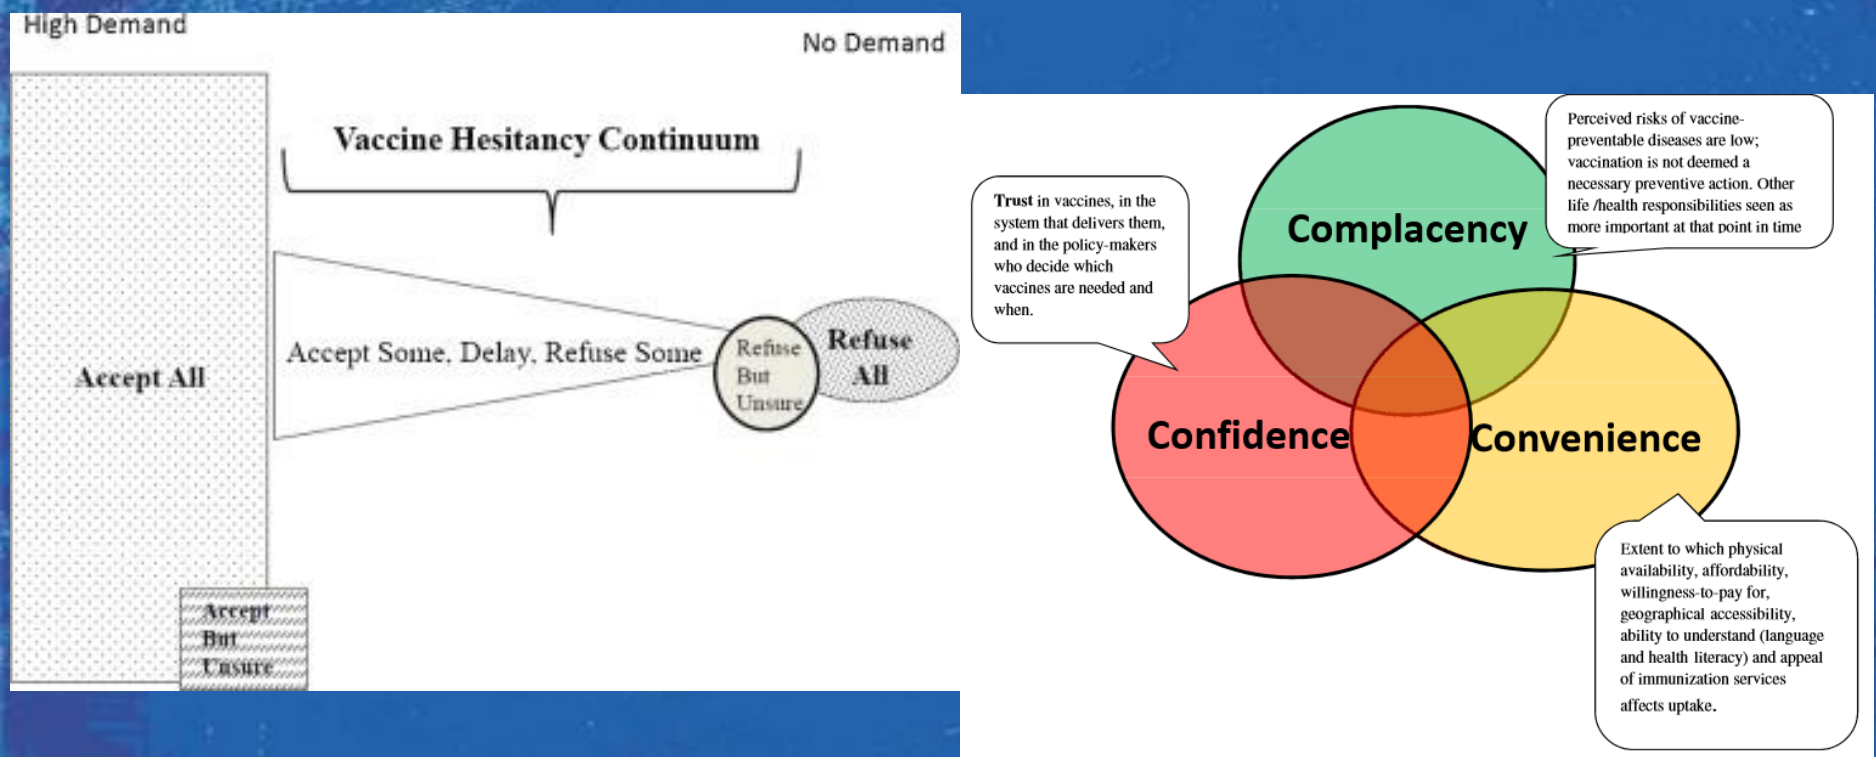 High Demand
No Demand
Vaccine Hesitancy Continuum
Accept All
Accept Some, Delay, Refuse Some
Refuse
But
Unsure
Refuse
All
Accept
But
Unsure
Trust in vaccines, in the
system that delivers them,
and in the policy-makers
who decide which
vaccines are needed and
when.
Complacency
Perceived risks of vaccine-
preventable diseases are low;
vaccination is not deemed a
necessary preventive action. Other
life /health responsibilities seen as
more important at that point in time
Confidence
Convenience
Extent to which physical
availability, affordability,
willingness-to-pay for,
geographical accessibility,
ability to understand (language
and health literacy) and appeal
of immunization services
affects uptake.